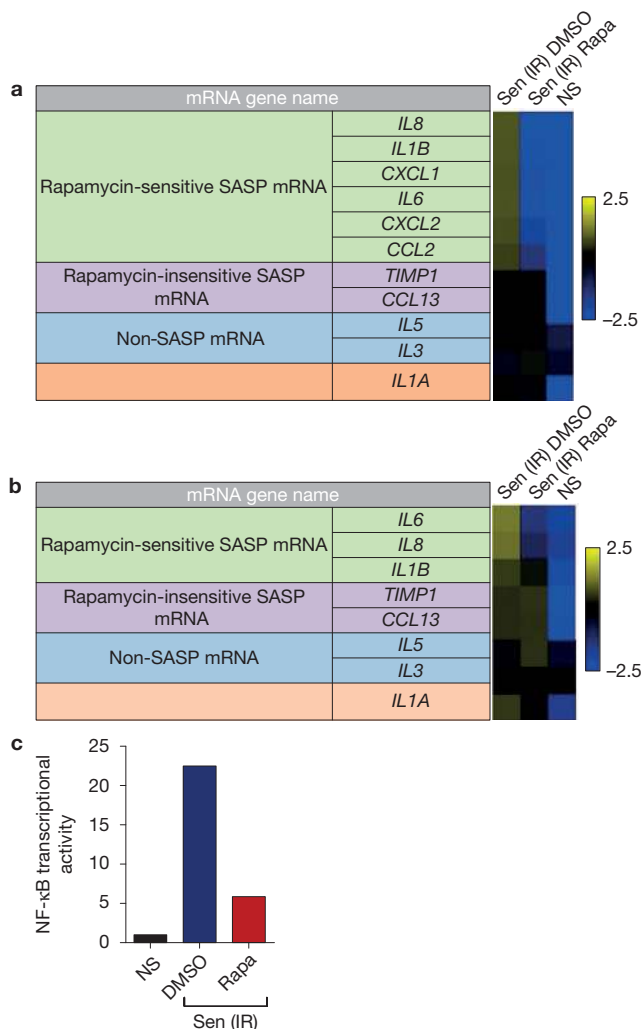 a
Sen (IR) DMSO
Sen (IR) Rapa
NS
mRNA gene name
Rapamycin-sensitive SASP mRNA
IL8
IL1B
CXCL1
IL6
CXCL2
CCL2
Rapamycin-insensitive SASP
mRNA
TIMP1
CCL13
Non-SASP mRNA
IL5
IL3
IL1A
2.5
−2.5
b
Sen (IR) DMSO
Sen (IR) Rapa
NS
mRNA gene name
Rapamycin-sensitive SASP mRNA
IL6
IL8
IL1B
Rapamycin-insensitive SASP
mRNA
TIMP1
CCL13
Non-SASP mRNA
IL5
IL3
IL1A
2.5
−2.5
c
NF-κB transcriptional
activity
25
20
15
10
5
0
NS
DMSO
Rapa
Sen (IR)